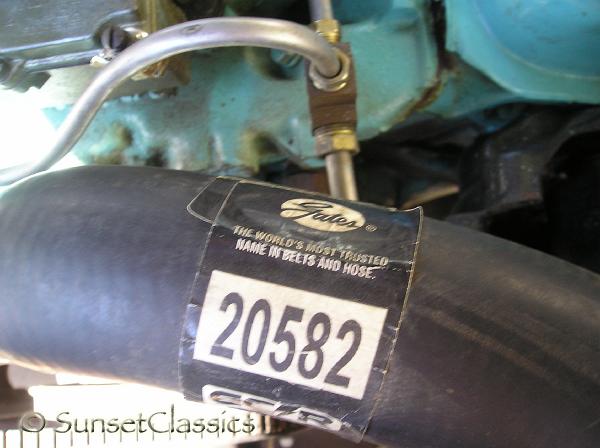 Gates ®
THE WORLD'S MOST TRUSTED
NAME IN BELTS AND HOSE.
20582
© SunsetClassics